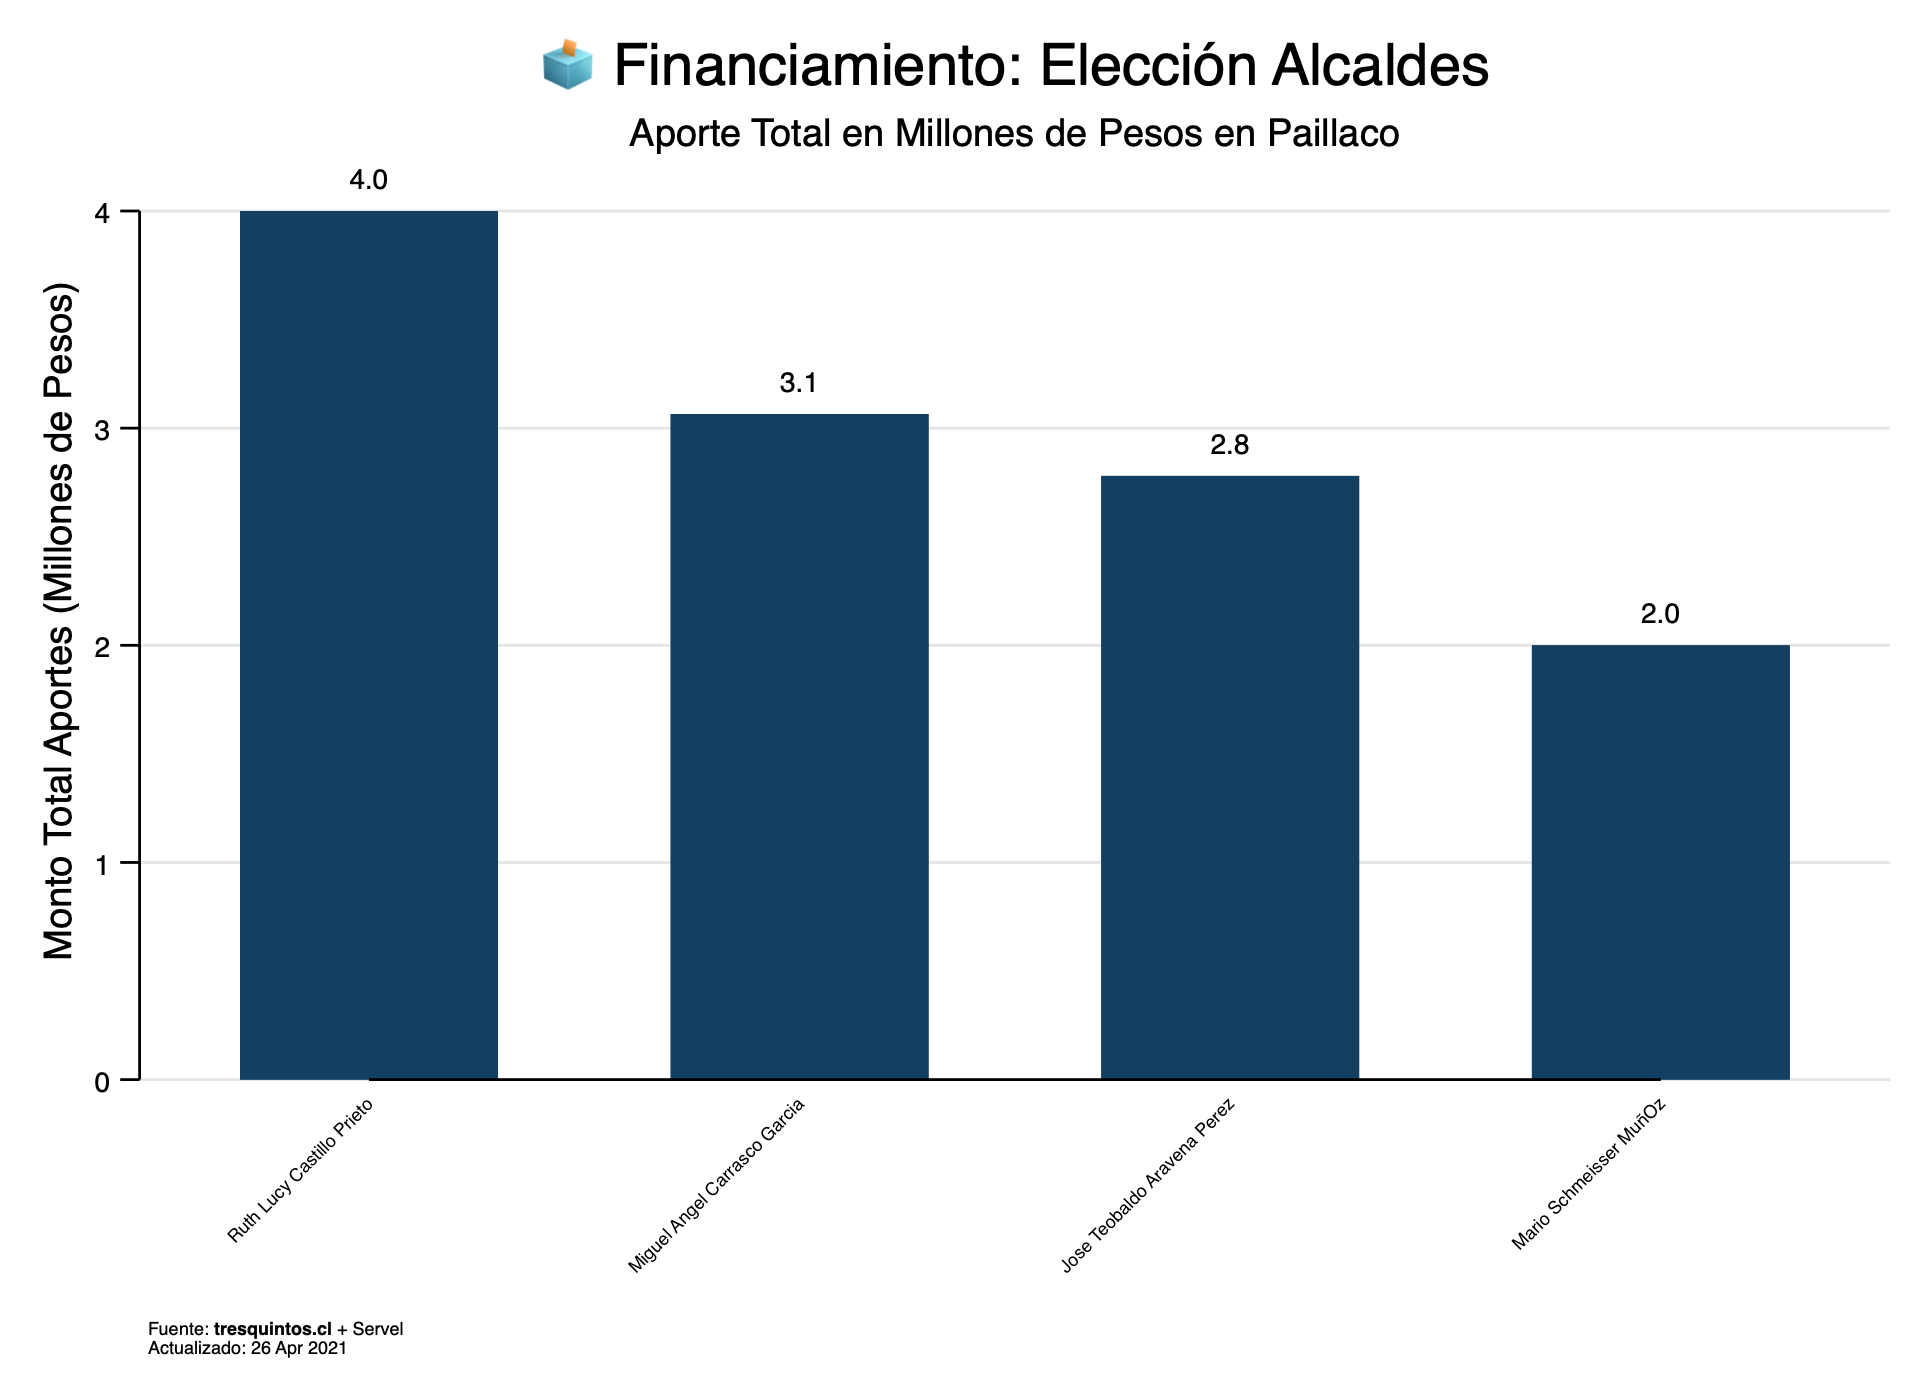 🗳️ Financiamiento: Elección Alcaldes
Aporte Total en Millones de Pesos en Paillaco
Monto Total Aportes (Millones de Pesos)
4
3
2
1
0
4.0
3.1
2.8
2.0
Ruth Lucy Castillo Prieto
Miguel Angel Carrasco Garcia
Jose Teobaldo Aravena Perez
Mario Schmeisser MuñOz
Fuente: tresquintos.cl + Servel
Actualizado: 26 Apr 2021